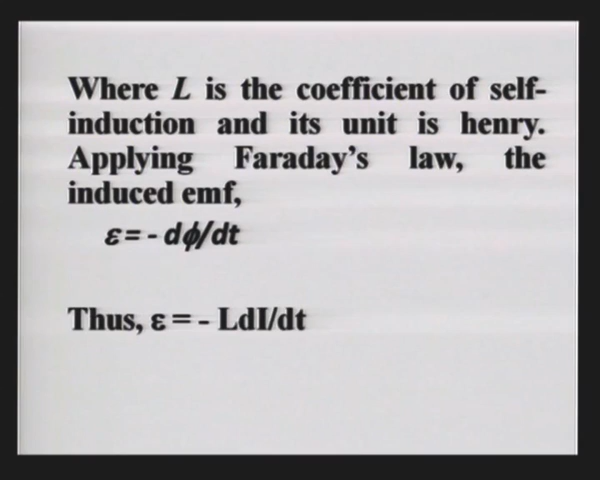 Where L is the coefficient of self-
induction and its unit is henry.
Applying Faraday's law, the
induced emf,
ε = - dϕ/dt
Thus, ε = - LdI/dt